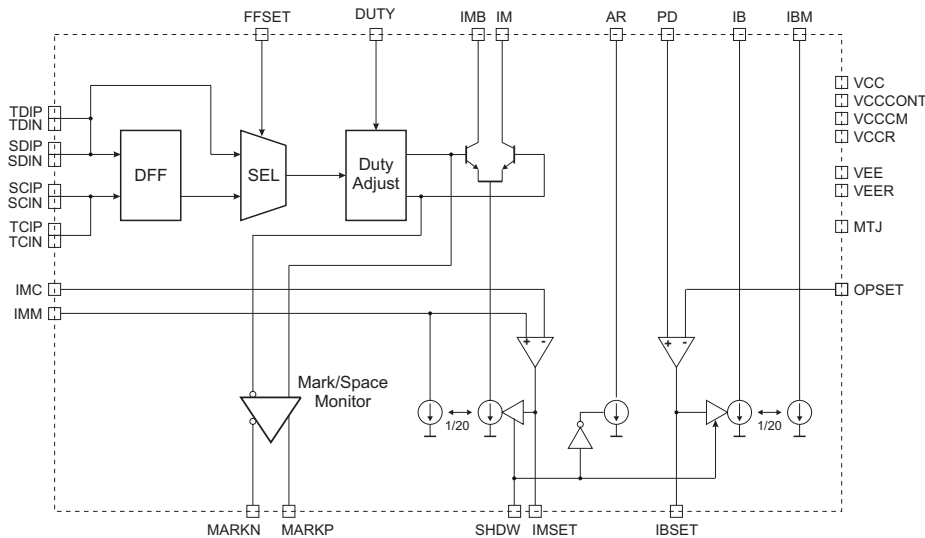 FFSET
DUTY
IMB
IM
AR
PD
IB
IBM
TDIP
TDIN
SDIP
SDIN
SCIP
SCIN
TCIP
TCIN
DFF
SEL
Duty
Adjust
VCC
VCCCONT
VCCCM
VCCR
VEE
VEER
MTJ
IMC
IMM
OPSET
+ -
+ -
Mark/Space
Monitor
1/20
1/20
MARKN
MARKP
SHDW
IMSET
IBSET